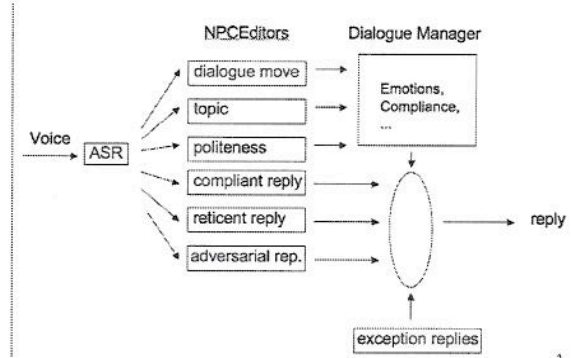 NPCEditors
Dialogue Manager
dialogue move
topic
politeness
compliant reply
reticent reply
adversarial rep.
Voice
ASR
Emotions,
Compliance,
...
reply
exception replies